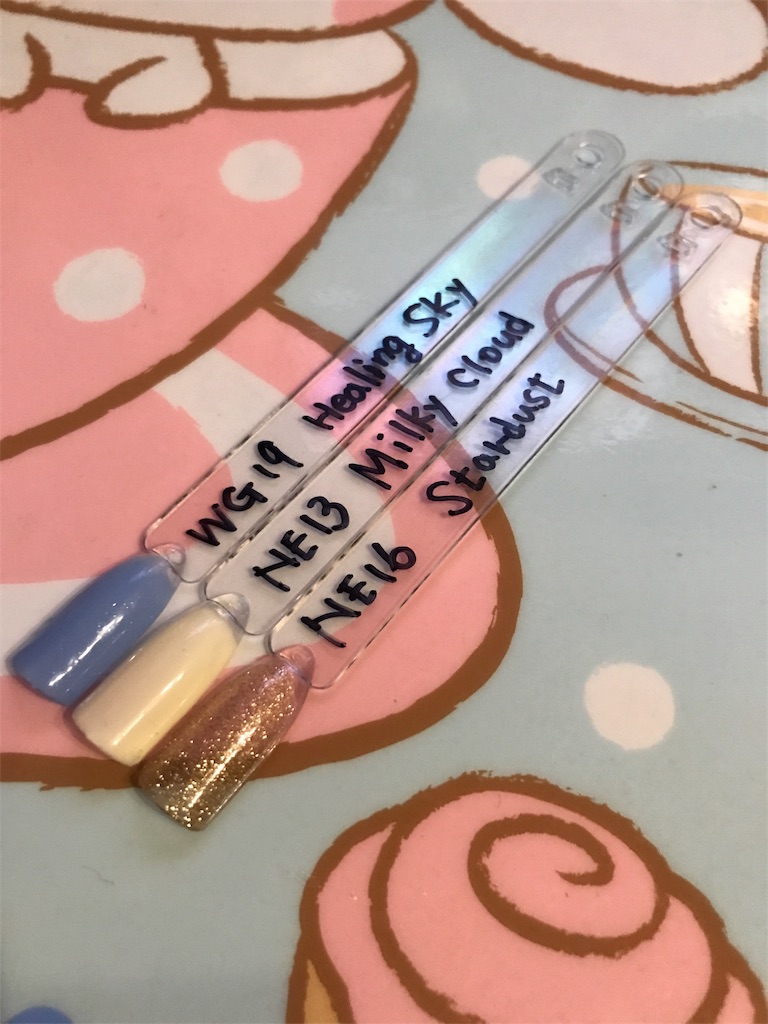 WG19 Healing Sky
NE13 Milky Cloud
NE16 Stardust